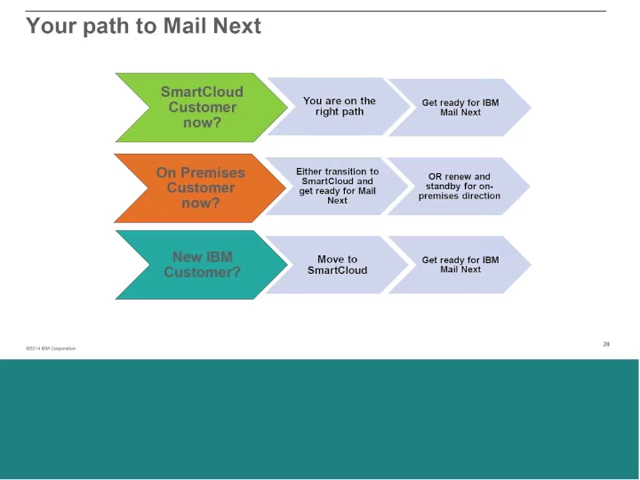 Your path to Mail Next
SmartCloud
Customer
now?
You are on the
right path
Get ready for IBM
Mail Next
On Premises
Customer
now?
Either transition to
SmartCloud and
get ready for Mail
Next
OR renew and
standby for on-
premises direction
New IBM
Customer?
Move to
SmartCloud
Get ready for IBM
Mail Next
©2014 IBM Corporation
29